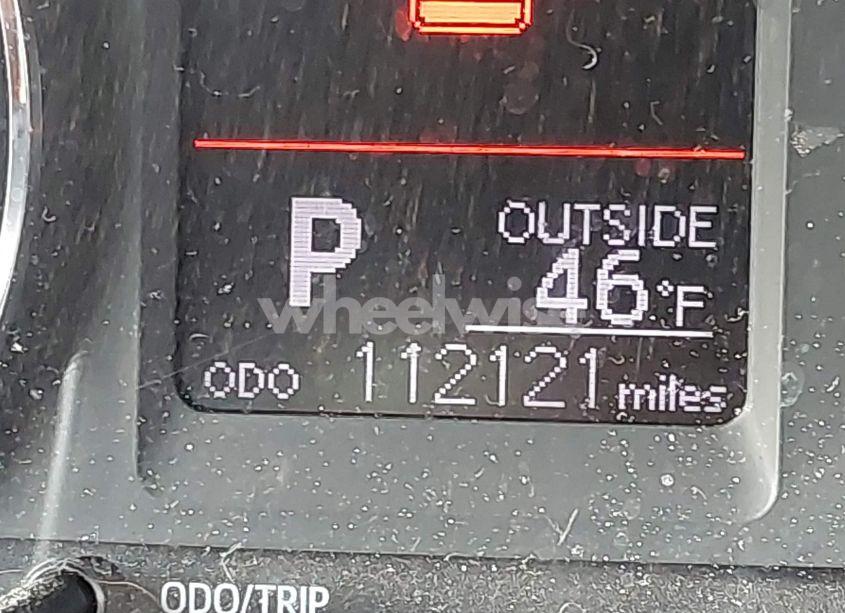 P
OUTSIDE
46°F
wheelwise
ODO 112121 miles
ODO/TRIP